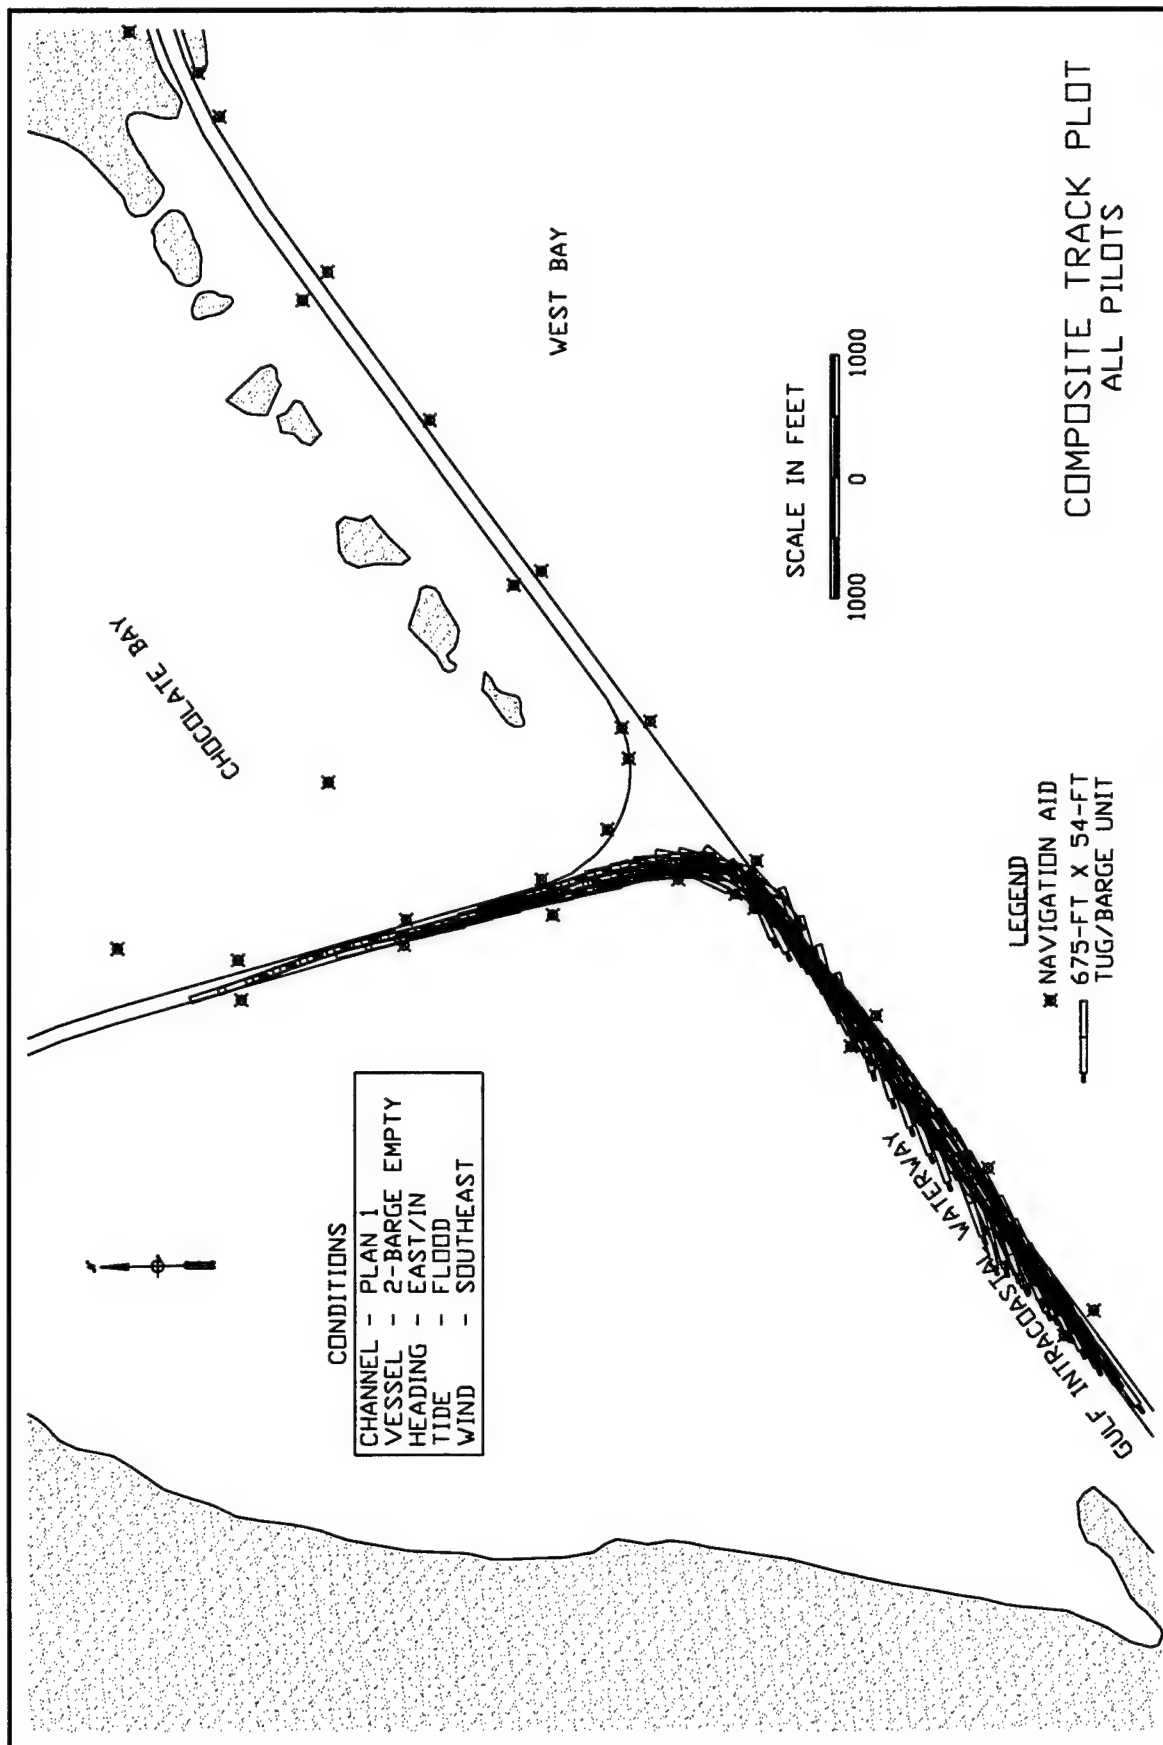 CHOCOLATE BAY
WEST BAY
GULF INTRACOASTAL WATERWAY
CONDITIONS
CHANNEL - PLAN 1
VESSEL - 2-BARGE EMPTY
HEADING - EAST/IN
TIDE - FLOOD
WIND - SOUTHEAST
SCALE IN FEET
1000 0 1000
LEGEND
NAVIGATION AID
675-FT X 54-FT
TUG/BARGE UNIT
COMPOSITE TRACK PLOT
ALL PILOTS